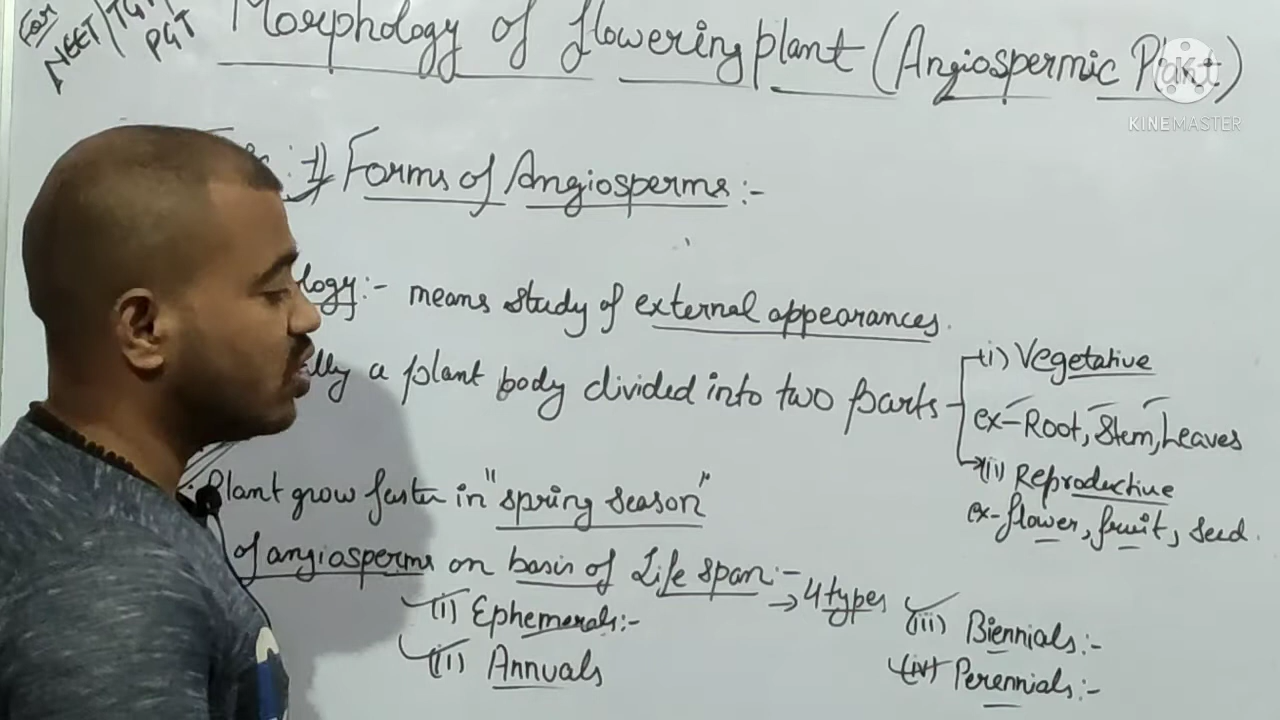 For
NEET/TGT/
PGT
Morphology of flowering plant (Angiospermic Plant)
KINEMASTER
1) Forms of Angiosperms :-
logy :- means study of external appearances.
lly a plant body divided into two parts
(i) Vegetative
ex- Root, Stem, Leaves
(ii) Reproductive
ex- flower, fruit, seed.
Plant grow faster in "spring season"
of angiosperms on basis of Life span :-
→ 4 types
(i) Ephemerals :-
(ii) Annuals
(iii) Biennials :-
(iv) Perennials :-